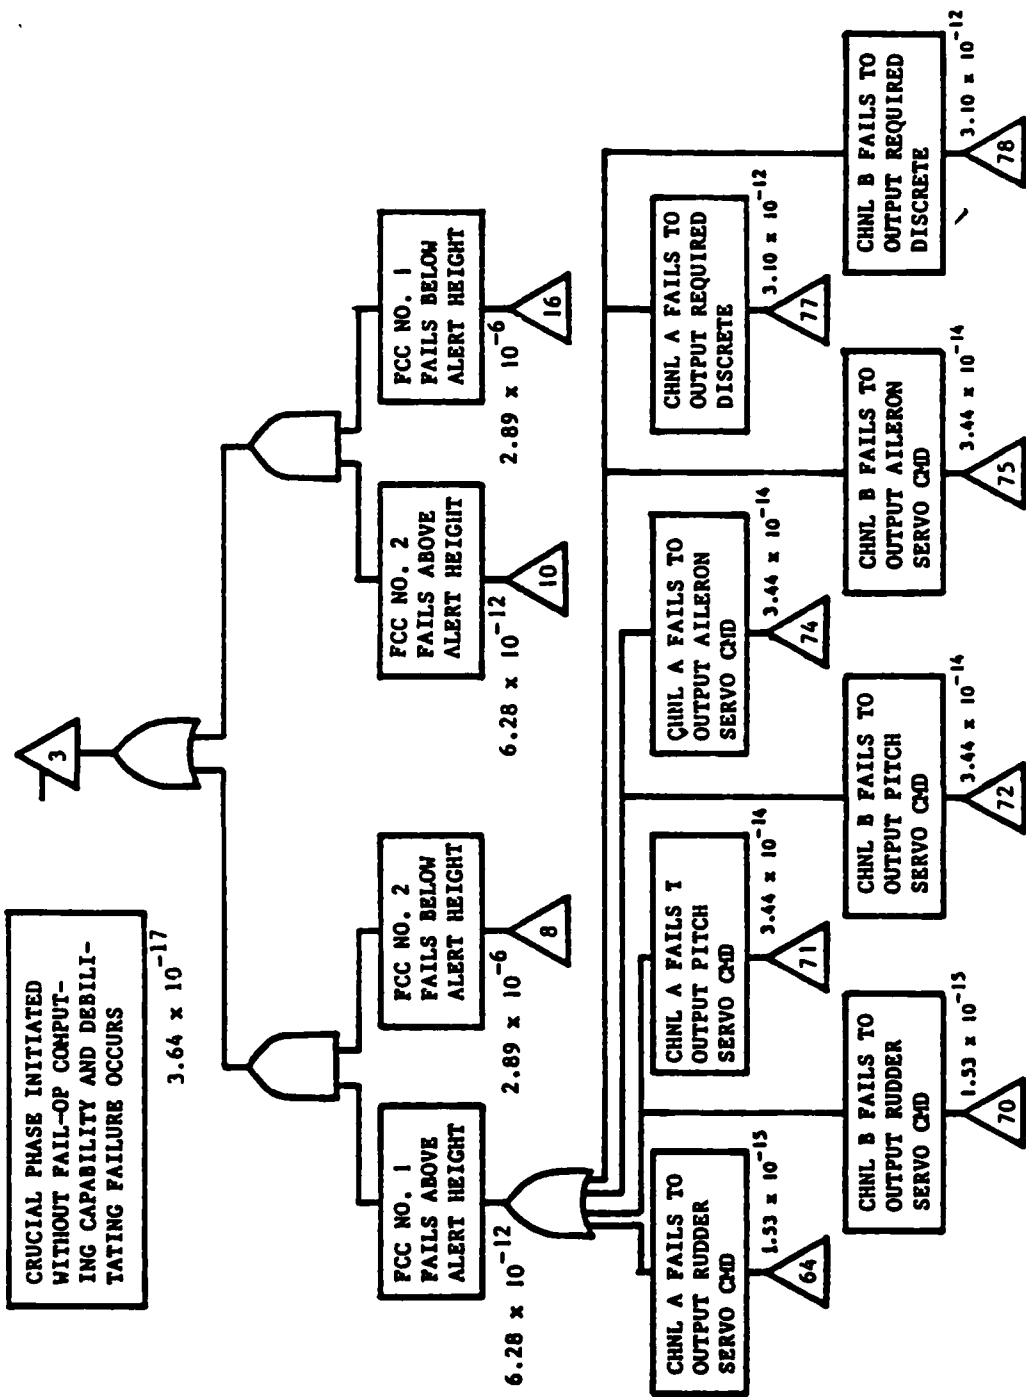 CRUCIAL PHASE INITIATED
WITHOUT FAIL-OP COMPUT-
ING CAPABILITY AND DEBILI-
TATING FAILURE OCCURS
3.64 x 10-17
3
FCC NO. 1
FAILS ABOVE
ALERT HEIGHT
6.28 x 10-12
FCC NO. 2
FAILS BELOW
ALERT HEIGHT
2.89 x 10-6
8
FCC NO. 2
FAILS ABOVE
ALERT HEIGHT
6.28 x 10-12
10
FCC NO. 1
FAILS BELOW
ALERT HEIGHT
2.89 x 10-6
16
CHNL A FAILS TO
OUTPUT RUDDER
SERVO CMD
1.53 x 10-15
64
CHNL A FAILS T
OUTPUT PITCH
SERVO CMD
3.44 x 10-14
71
CHNL A FAILS TO
OUTPUT AILERON
SERVO CMD
3.44 x 10-14
74
CHNL A FAILS TO
OUTPUT REQUIRED
DISCRETE
3.10 x 10-12
77
CHNL B FAILS TO
OUTPUT RUDDER
SERVO CMD
1.53 x 10-15
70
CHNL B FAILS TO
OUTPUT PITCH
SERVO CMD
3.44 x 10-14
72
CHNL B FAILS TO
OUTPUT AILERON
SERVO CMD
3.44 x 10-14
75
CHNL B FAILS TO
OUTPUT REQUIRED
DISCRETE
3.10 x 10-12
78